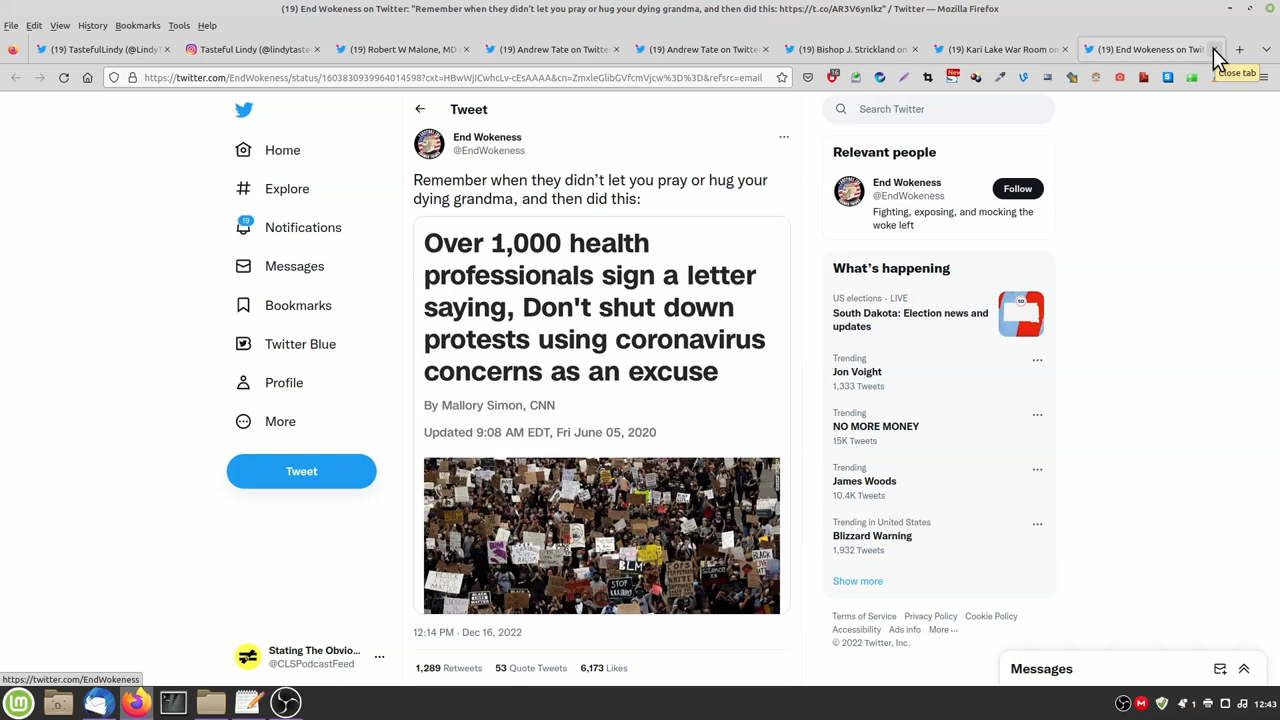 (19) End Wokeness on Twitter: "Remember when they didn't let you pray or hug your dying grandma, and then did this: https://t.co/AR3V6ynlkz" / Twitter — Mozilla Firefox
File Edit View History Bookmarks Tools Help
(19) TastefulLindy (@LindyT
Tasteful Lindy (@lindytaste
(19) Robert W Malone, MD
(19) Andrew Tate on Twitte
(19) Andrew Tate on Twitte
(19) Bishop J. Strickland on
(19) Kari Lake War Room on
(19) End Wokeness on Twi
Close tab
https://twitter.com/EndWokeness/status/1603830939964014598?cxt=HBwWjICwhcLv-cEsAAAA&cn=ZmxleGlibGVfcmVjcw%3D%3D&refsrc=email
16
New
Home
Explore
19
Notifications
Messages
Bookmarks
Twitter Blue
Profile
More
Tweet
Stating The Obvio...
@CLSPodcastFeed
Tweet
End Wokeness
@EndWokeness
Remember when they didn't let you pray or hug your
dying grandma, and then did this:
Over 1,000 health
professionals sign a letter
saying, Don't shut down
protests using coronavirus
concerns as an excuse
By Mallory Simon, CNN
Updated 9:08 AM EDT, Fri June 05, 2020
BLM
STOP
12:14 PM · Dec 16, 2022
1,289 Retweets 53 Quote Tweets 6,173 Likes
Search Twitter
Relevant people
End Wokeness
@EndWokeness
Follow
Fighting, exposing, and mocking the
woke left
What's happening
US elections · LIVE
South Dakota: Election news and
updates
Trending
Jon Voight
1,333 Tweets
Trending
NO MORE MONEY
15K Tweets
Trending
James Woods
10.4K Tweets
Trending in United States
Blizzard Warning
1,932 Tweets
Show more
Terms of Service Privacy Policy Cookie Policy
Accessibility Ads info More ···
© 2022 Twitter, Inc.
Messages
https://twitter.com/EndWokeness
1
12:43